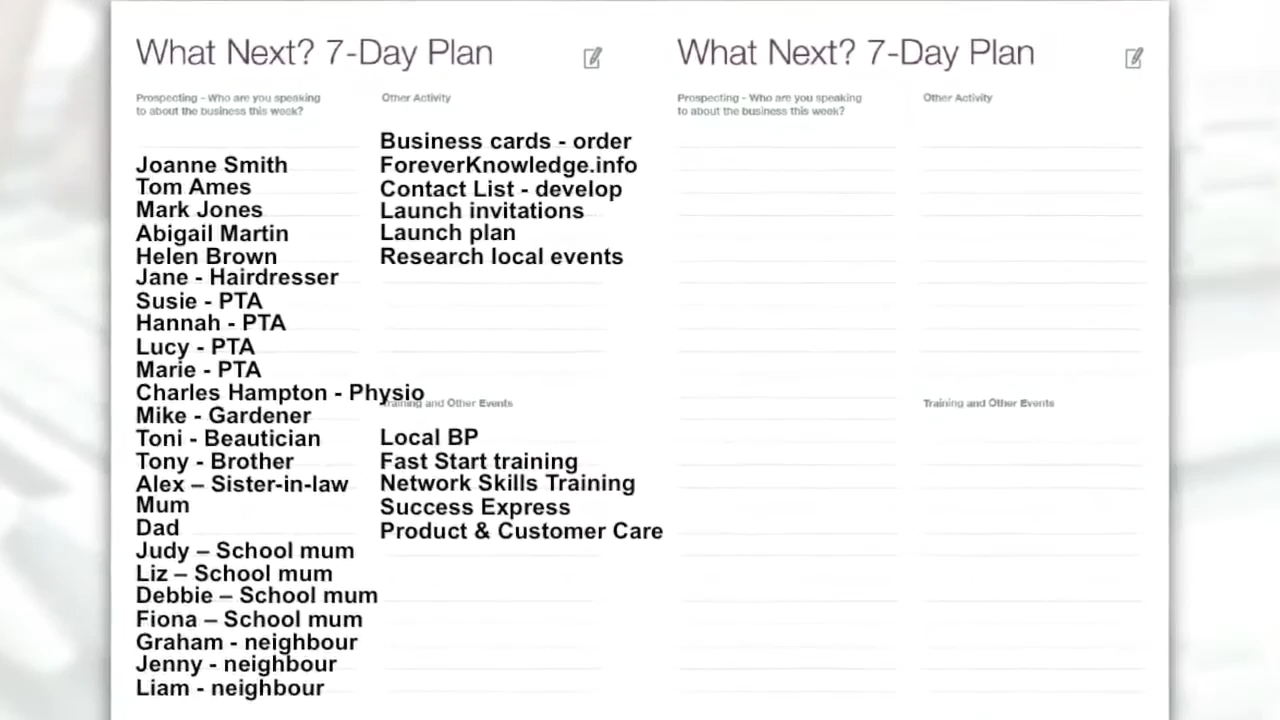 What Next? 7-Day Plan
Prospecting - Who are you speaking
to about the business this week?
Joanne Smith
Tom Ames
Mark Jones
Abigail Martin
Helen Brown
Jane - Hairdresser
Susie - PTA
Hannah - PTA
Lucy - PTA
Marie - PTA
Charles Hampton - Physio
Mike - Gardener
Toni - Beautician
Tony - Brother
Alex – Sister-in-law
Mum
Dad
Judy – School mum
Liz – School mum
Debbie – School mum
Fiona – School mum
Graham - neighbour
Jenny - neighbour
Liam - neighbour
Other Activity
Business cards - order
ForeverKnowledge.info
Contact List - develop
Launch invitations
Launch plan
Research local events
Training and Other Events
Local BP
Fast Start training
Network Skills Training
Success Express
Product & Customer Care
What Next? 7-Day Plan
Prospecting - Who are you speaking
to about the business this week?
Other Activity
Training and Other Events